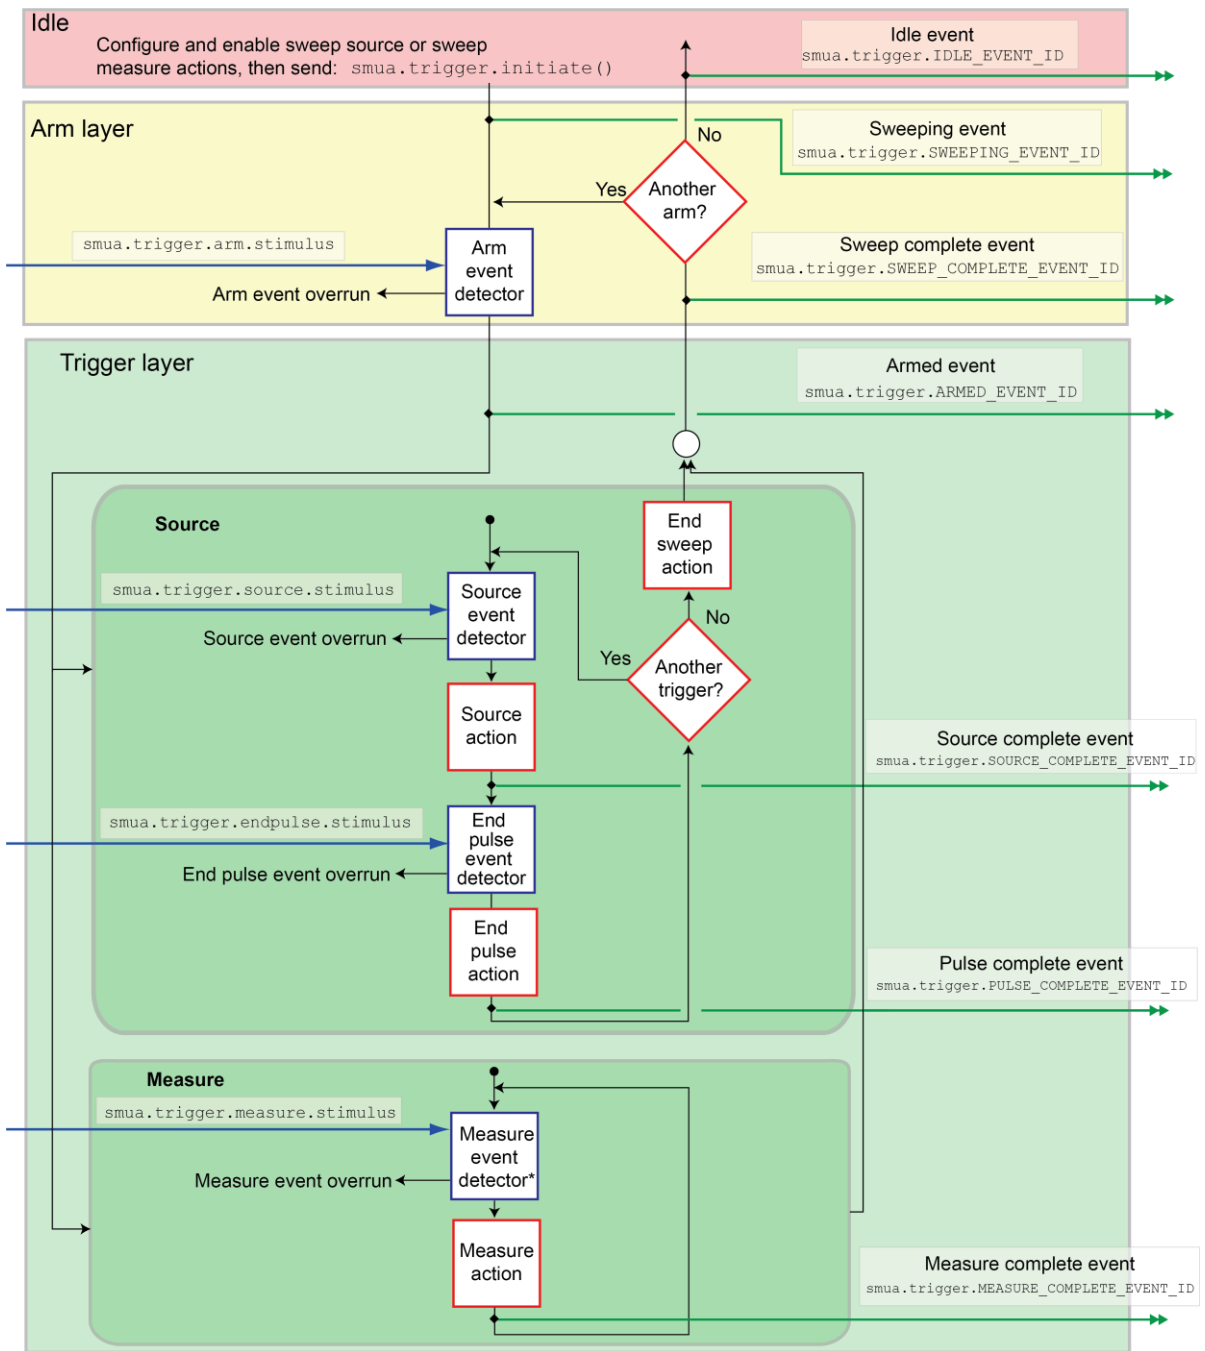 Idle
Configure and enable sweep source or sweep
measure actions, then send: smua.trigger.initiate()
Idle event
smua.trigger.IDLE_EVENT_ID
Arm layer
No
Sweeping event
smua.trigger.SWEEPING_EVENT_ID
Yes
Another
arm?
smua.trigger.arm.stimulus
Arm
event
detector
Arm event overrun
Sweep complete event
smua.trigger.SWEEP_COMPLETE_EVENT_ID
Trigger layer
Armed event
smua.trigger.ARMED_EVENT_ID
Source
End
sweep
action
smua.trigger.source.stimulus
Source
event
detector
Source event overrun
No
Yes
Another
trigger?
Source
action
Source complete event
smua.trigger.SOURCE_COMPLETE_EVENT_ID
smua.trigger.endpulse.stimulus
End
pulse
event
detector
End pulse event overrun
End
pulse
action
Pulse complete event
smua.trigger.PULSE_COMPLETE_EVENT_ID
Measure
smua.trigger.measure.stimulus
Measure
event
detector*
Measure event overrun
Measure
action
Measure complete event
smua.trigger.MEASURE_COMPLETE_EVENT_ID